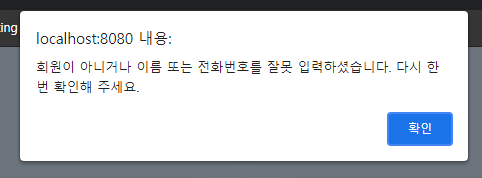 ting
localhost:8080 내용:
회원이 아니거나 이름 또는 전화번호를 잘못 입력하셨습니다. 다시 한
번 확인해 주세요.
확인